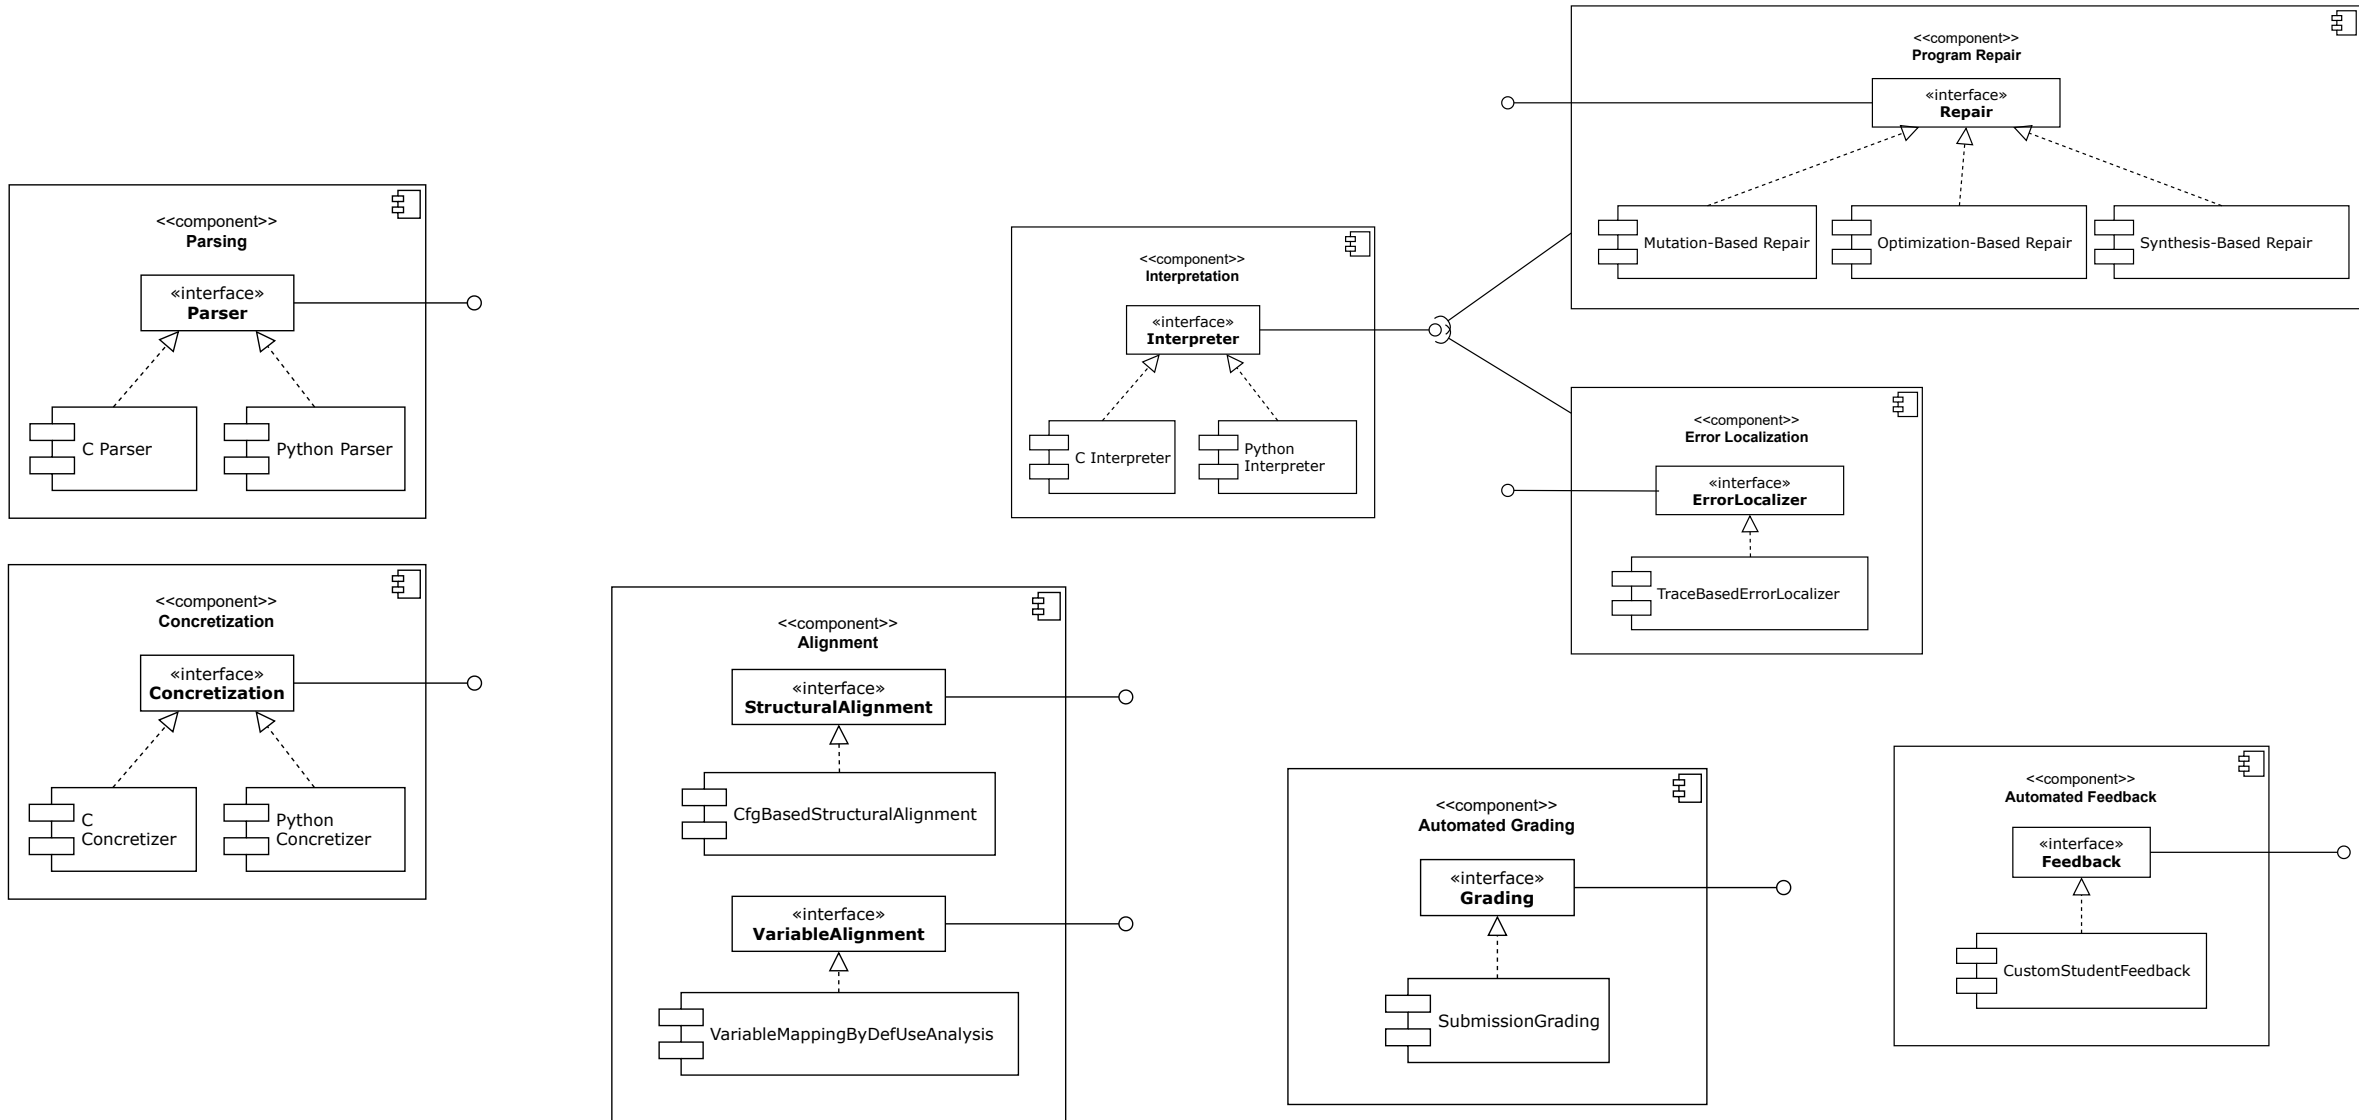 <<component>>
Program Repair
«interface»
Repair
Mutation-Based Repair
Optimization-Based Repair
Synthesis-Based Repair
<<component>>
Parsing
«interface»
Parser
C Parser
Python Parser
<<component>>
Interpretation
«interface»
Interpreter
C Interpreter
Python
Interpreter
<<component>>
Error Localization
«interface»
ErrorLocalizer
TraceBasedErrorLocalizer
<<component>>
Concretization
«interface»
Concretization
C
Concretizer
Python
Concretizer
<<component>>
Alignment
«interface»
StructuralAlignment
CfgBasedStructuralAlignment
«interface»
VariableAlignment
VariableMappingByDefUseAnalysis
<<component>>
Automated Grading
«interface»
Grading
SubmissionGrading
<<component>>
Automated Feedback
«interface»
Feedback
CustomStudentFeedback